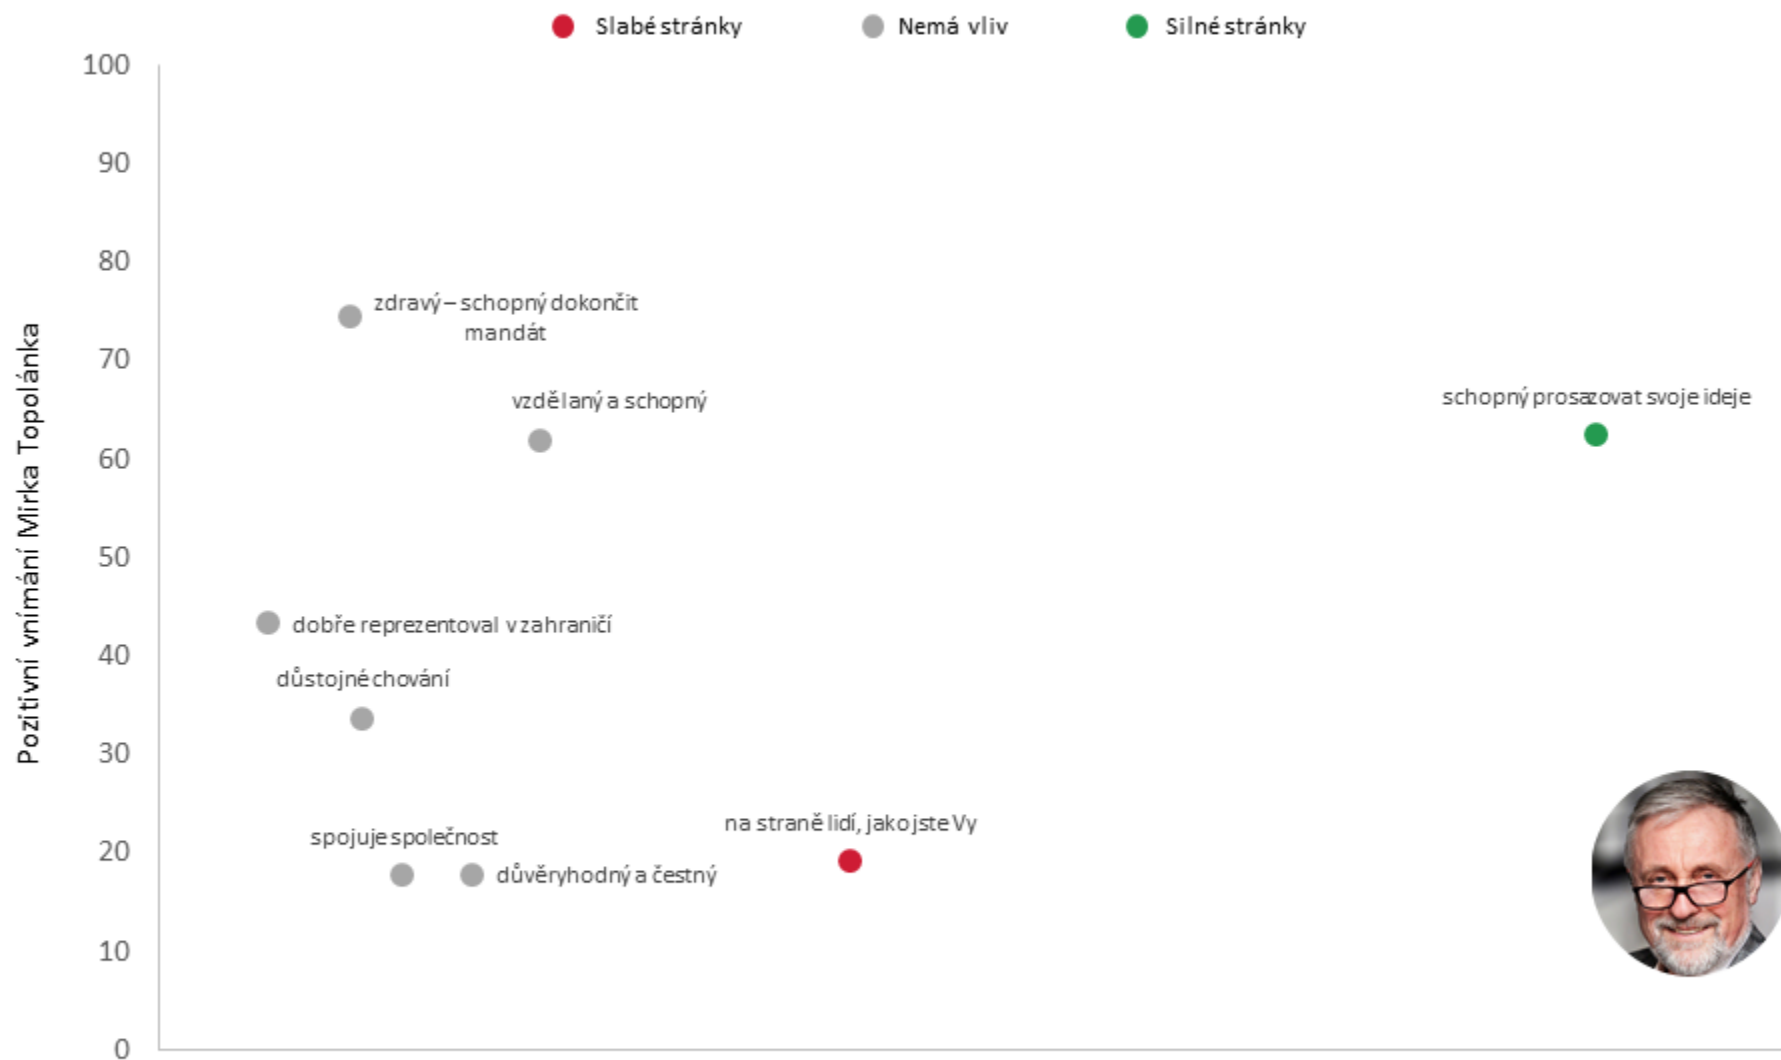 Slabé stránky
Nemá vliv
Silné stránky
100
90
80
70
60
50
40
30
20
10
0
Pozitivní vnímání Mirka Topolánka
zdravý – schopný dokončit
mandát
vzdělaný a schopný
schopný prosazovat svoje ideje
dobře reprezentoval v zahraničí
důstojné chování
na straně lidí, jako jste Vy
spojuje společnost
důvěryhodný a čestný